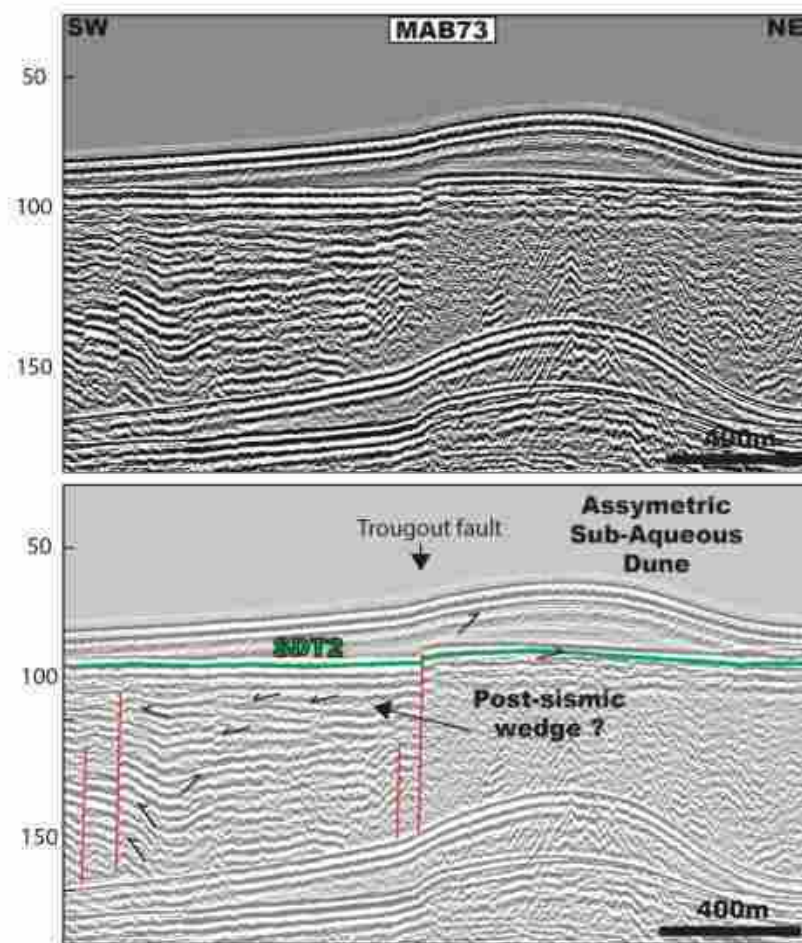 SW MAB73 NE
50
100
150
400m
Assymetric
Sub-Aqueous
Dune
Trougout fault
50
SDT2
100
Post-sismic
wedge ?
150
400m